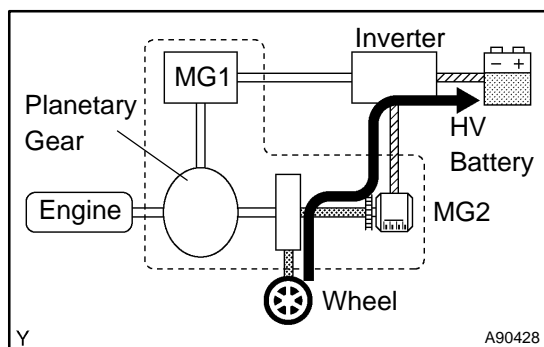 Inverter
MG1
− +
Planetary
Gear
HV
Battery
Engine
MG2
Wheel
Y
A90428